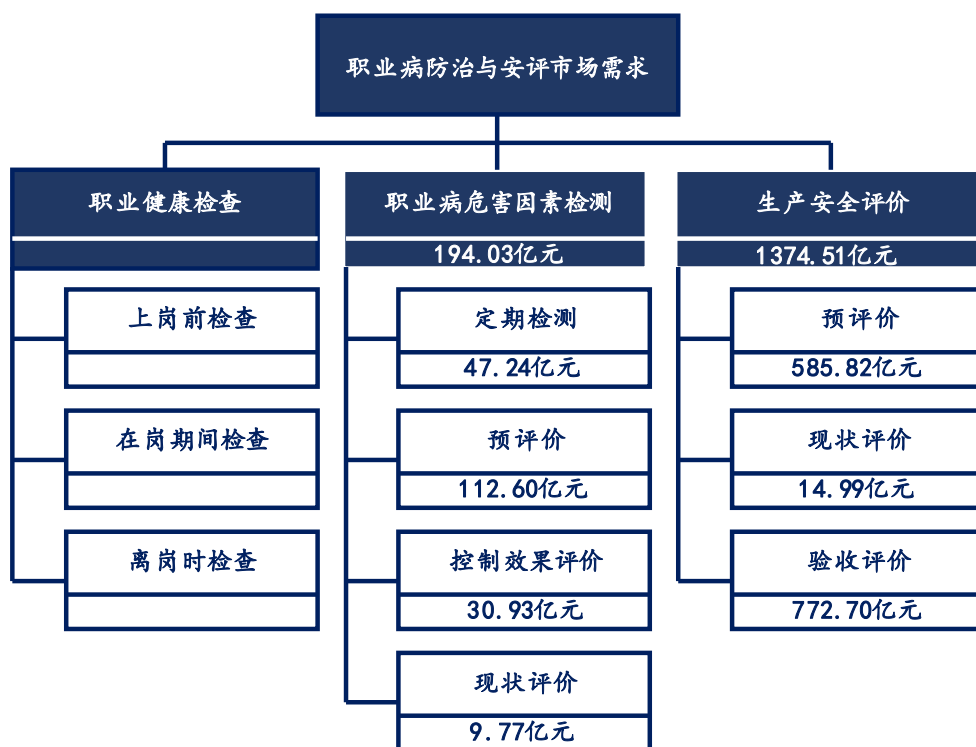 职业病防治与安评市场需求
职业健康检查
上岗前检查
在岗期间检查
离岗时检查
职业病危害因素检测
194.03亿元
定期检测
47.24亿元
预评价
112.60亿元
控制效果评价
30.93亿元
现状评价
9.77亿元
生产安全评价
1374.51亿元
预评价
585.82亿元
现状评价
14.99亿元
验收评价
772.70亿元